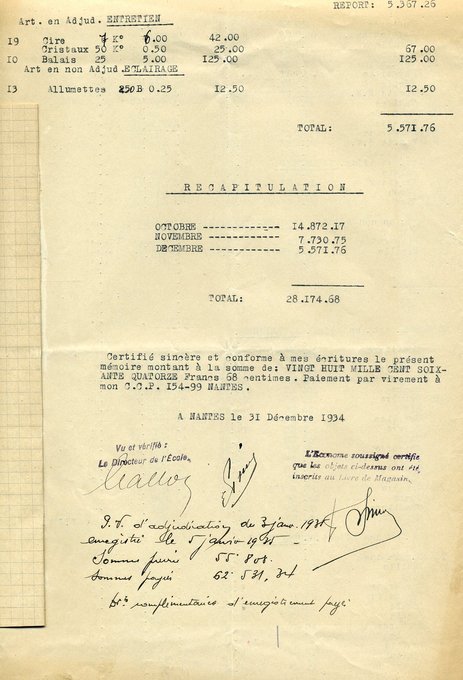 REPORT: 5.367.26
Art. en Adjud. ENTRETIEN
19 Cire 7 K° 6.00 42.00
Cristaux 50 K° 0.50 25.00 67.00
10 Balais 25 5.00 125.00 125.00
Art en non Adjud. ECLAIRAGE
13 Allumettes 250 B 0.25 12.50 12.50
TOTAL: 5.571.76
RECAPITULATION
OCTOBRE -------------- 14.872.17
NOVEMBRE ------------- 7.730.75
DECEMBRE ------------- 5.571.76
TOTAL: 28.174.68
Certifié sincère et conforme à mes écritures le présent
mémoire montant à la somme de: VINGT HUIT MILLE CENT SOIX-
ANTE QUATORZE Francs 68 centimes. Paiement par virement à
mon C.C.P. 154-99 NANTES.
A NANTES le 31 Décembre 1934
Vu et vérifié :
Le Directeur de l'École
L'Econome soussigné certifie
que les objets ci-dessus ont été
inscrits au Livre de Magasin.
P.V. d'adjudication du 3 janv.
enregistré le 5 janvier 1935
Somme
Sommes payées 62.531,34
complémentaires d'enregistrement payés